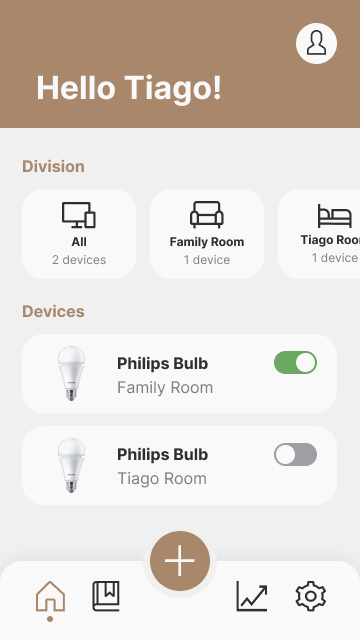 Hello Tiago!
Division
All
2 devices
Family Room
1 device
Tiago Roo
1 device
Devices
Philips Bulb
Family Room
Philips Bulb
Tiago Room